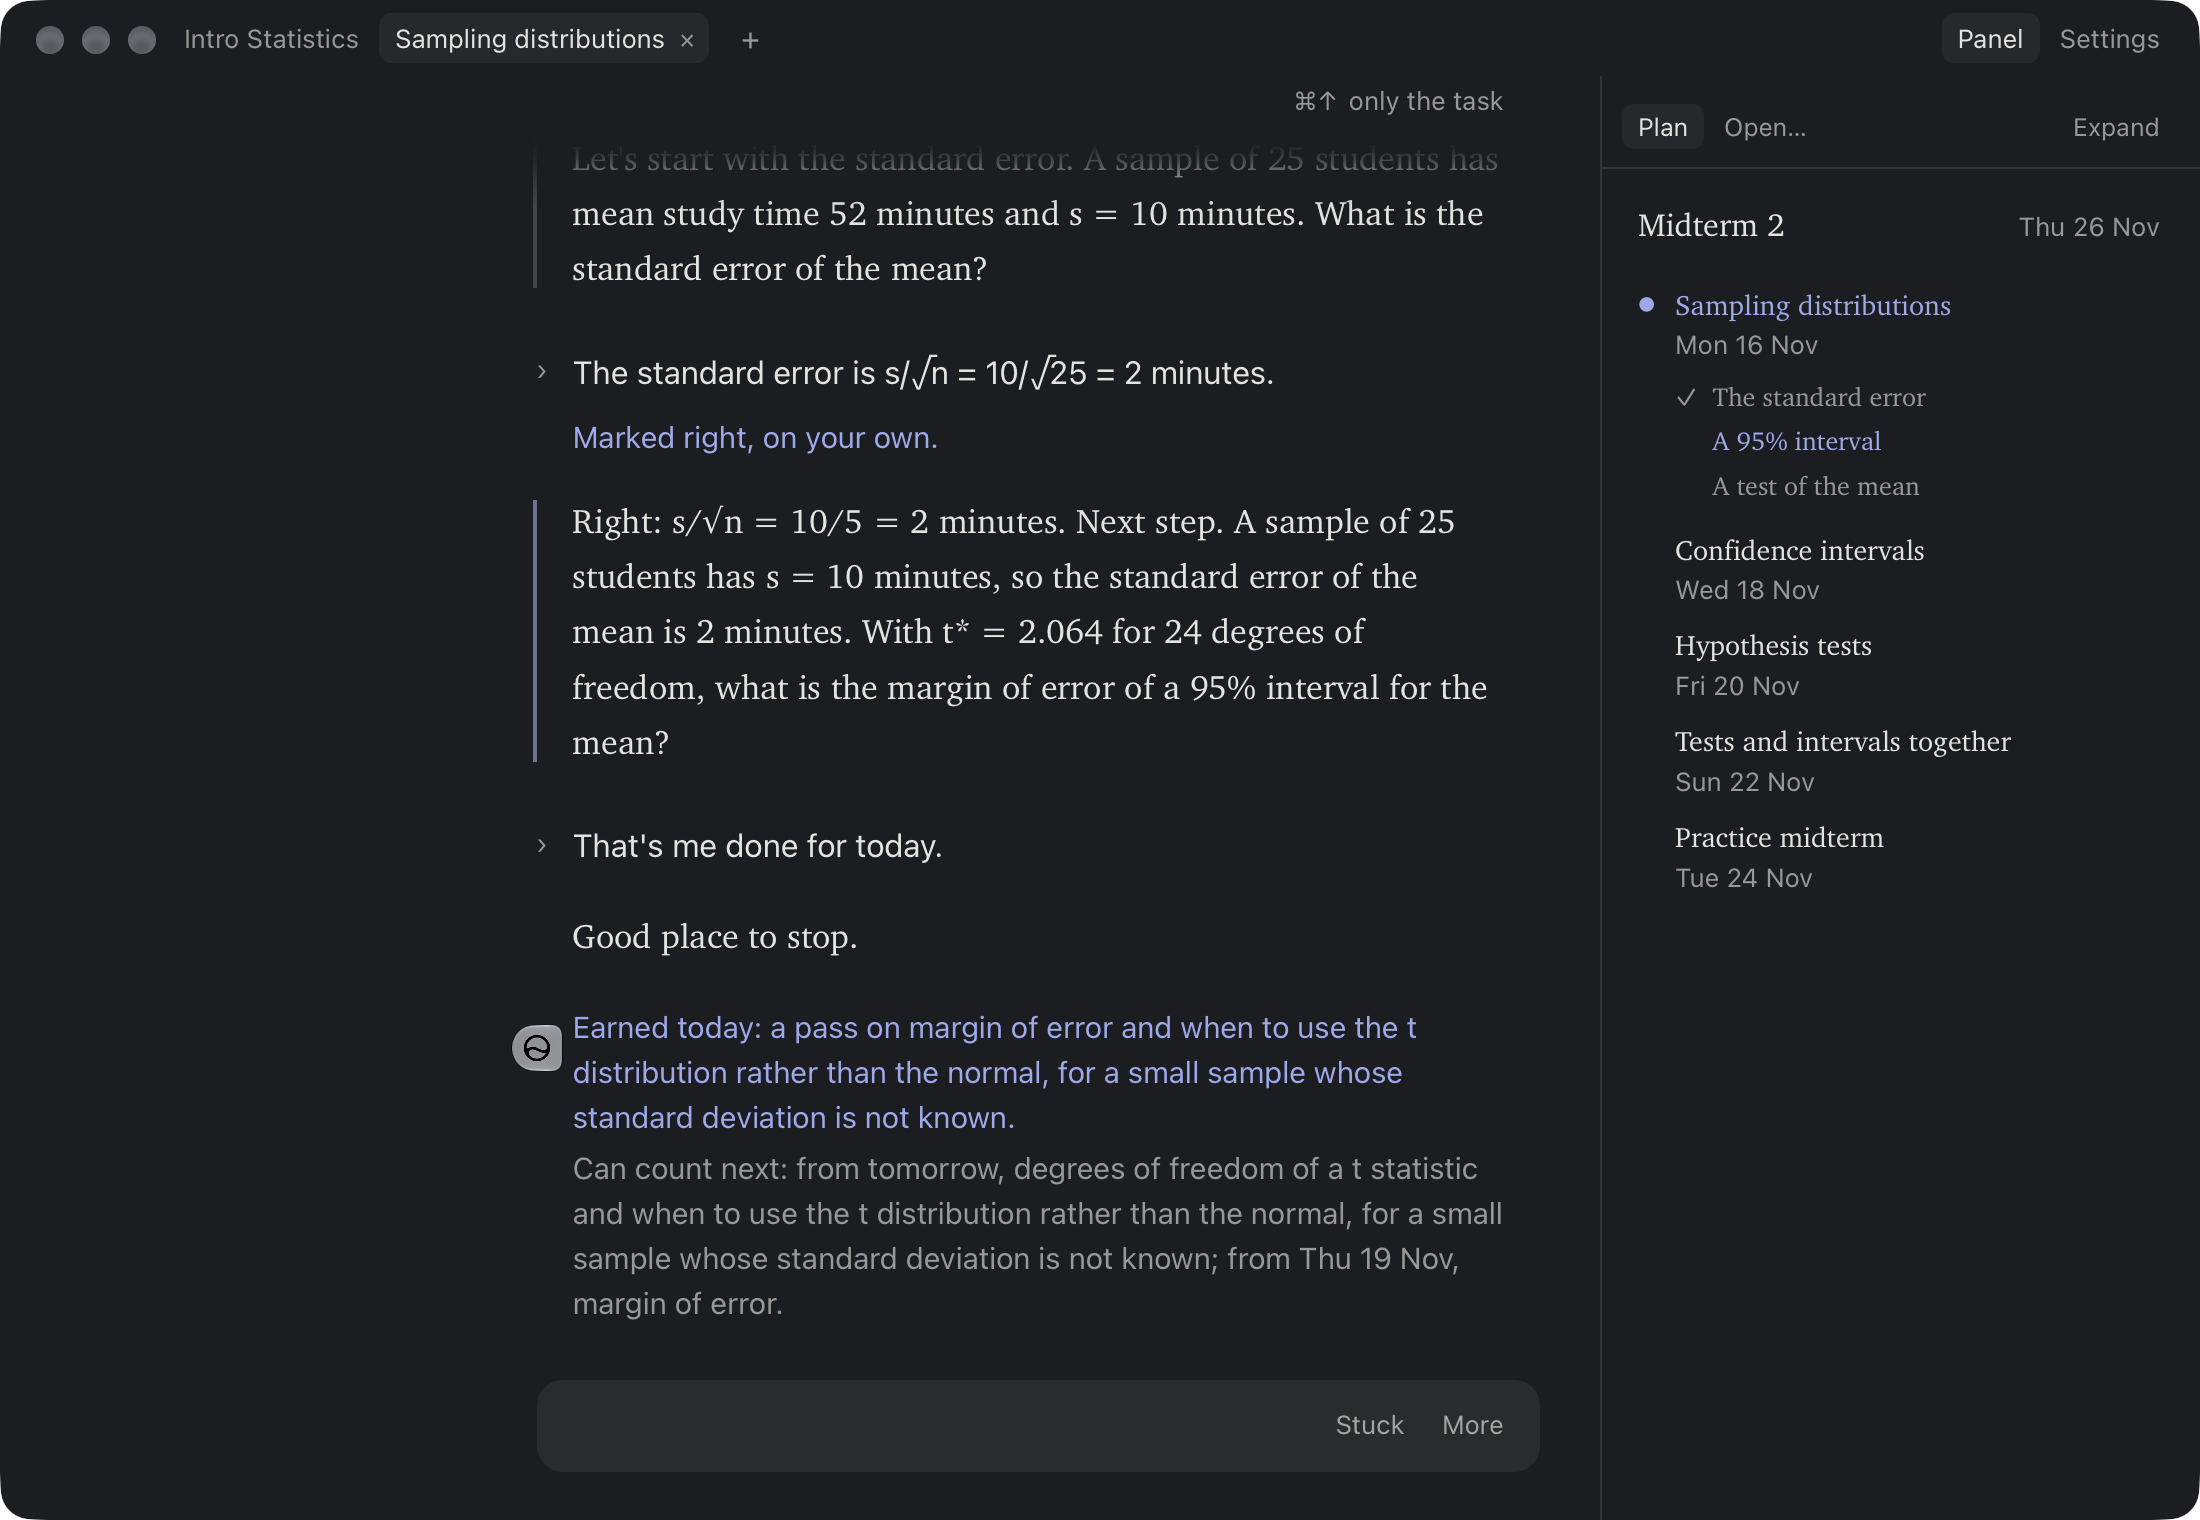 Intro Statistics
Sampling distributions ×
+
Panel
Settings
⌘↑ only the task
Let's start with the standard error. A sample of 25 students has
mean study time 52 minutes and s = 10 minutes. What is the
standard error of the mean?
› The standard error is s/√n = 10/√25 = 2 minutes.
Marked right, on your own.
Right: s/√n = 10/5 = 2 minutes. Next step. A sample of 25
students has s = 10 minutes, so the standard error of the
mean is 2 minutes. With t* = 2.064 for 24 degrees of
freedom, what is the margin of error of a 95% interval for the
mean?
› That's me done for today.
Good place to stop.
Earned today: a pass on margin of error and when to use the t
distribution rather than the normal, for a small sample whose
standard deviation is not known.
Can count next: from tomorrow, degrees of freedom of a t statistic
and when to use the t distribution rather than the normal, for a small
sample whose standard deviation is not known; from Thu 19 Nov,
margin of error.
Stuck
More
Plan
Open...
Expand
Midterm 2
Thu 26 Nov
Sampling distributions
Mon 16 Nov
✓ The standard error
A 95% interval
A test of the mean
Confidence intervals
Wed 18 Nov
Hypothesis tests
Fri 20 Nov
Tests and intervals together
Sun 22 Nov
Practice midterm
Tue 24 Nov